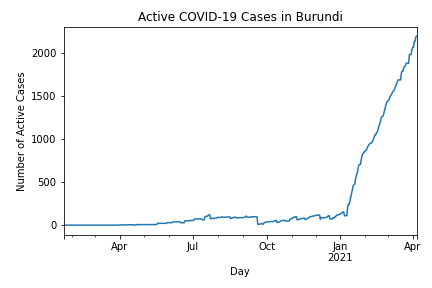 Active COVID-19 Cases in Burundi
Number of Active Cases
2000
1500
1000
500
0
Apr
Jul
Oct
Jan
2021
Apr
Day